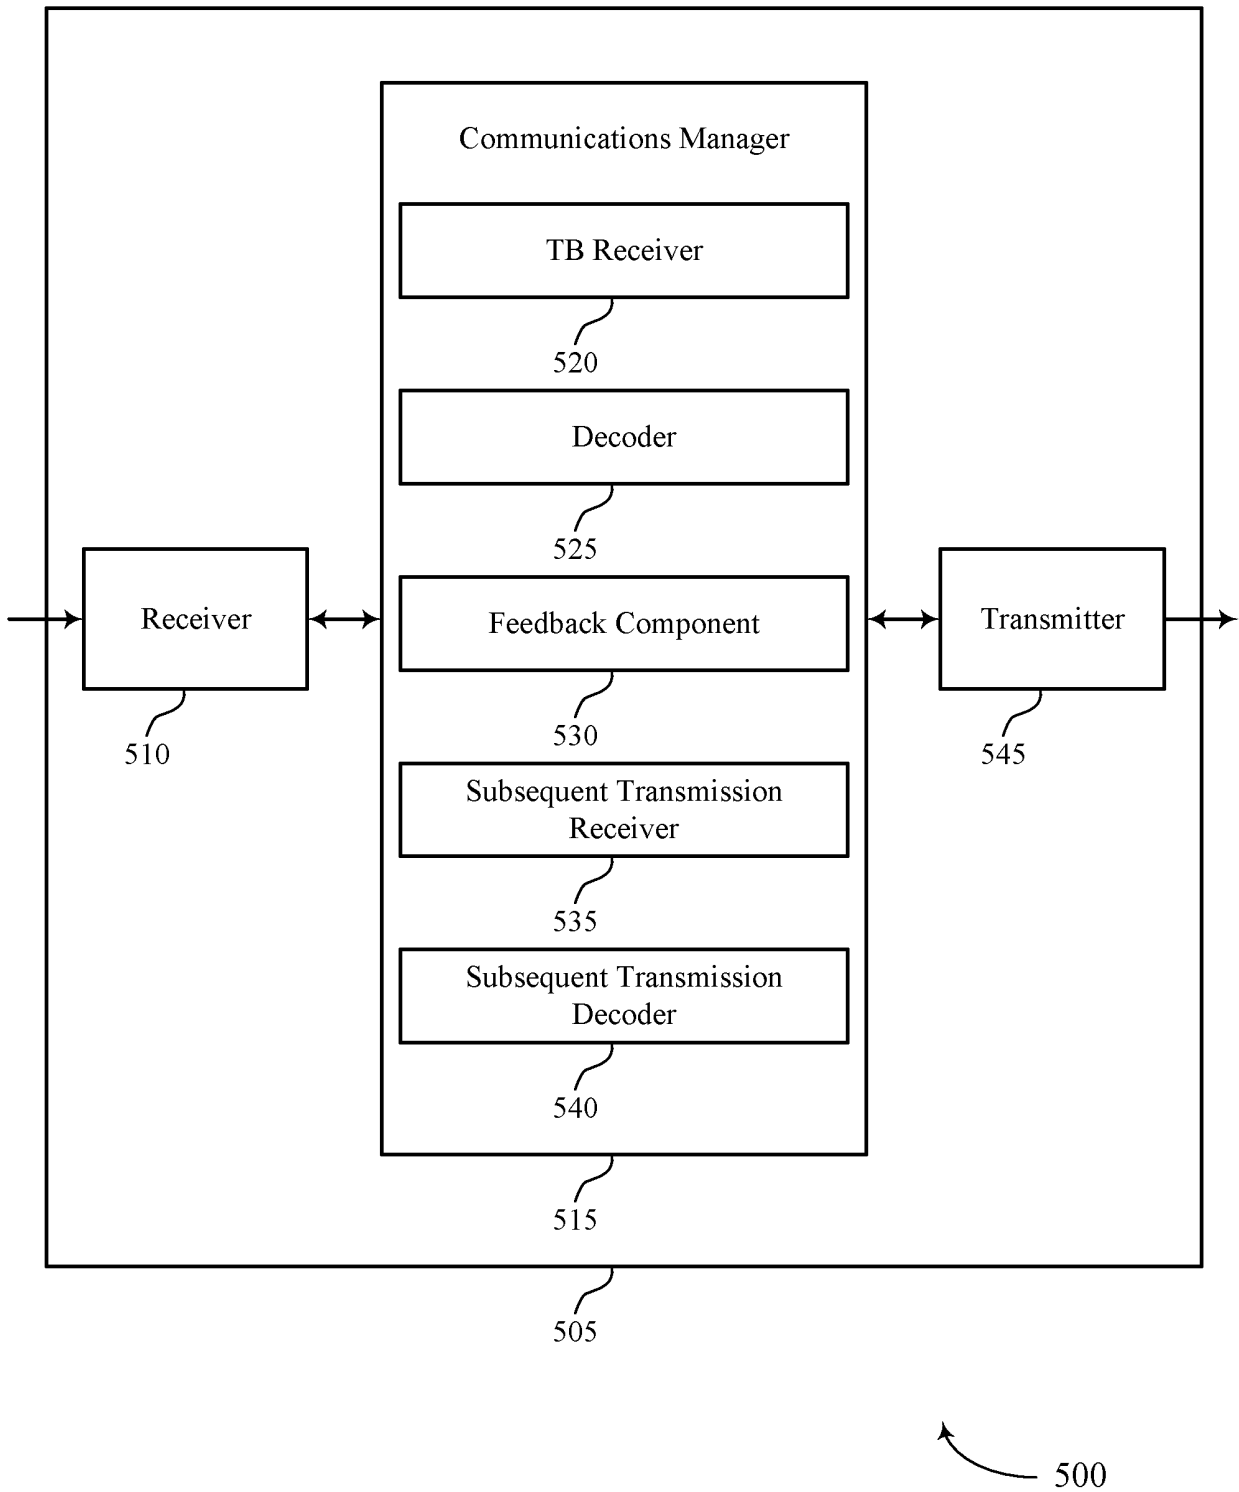 Communications Manager
TB Receiver
520
Decoder
525
Receiver
510
Feedback Component
530
Transmitter
545
Subsequent Transmission
Receiver
535
Subsequent Transmission
Decoder
540
515
505
500